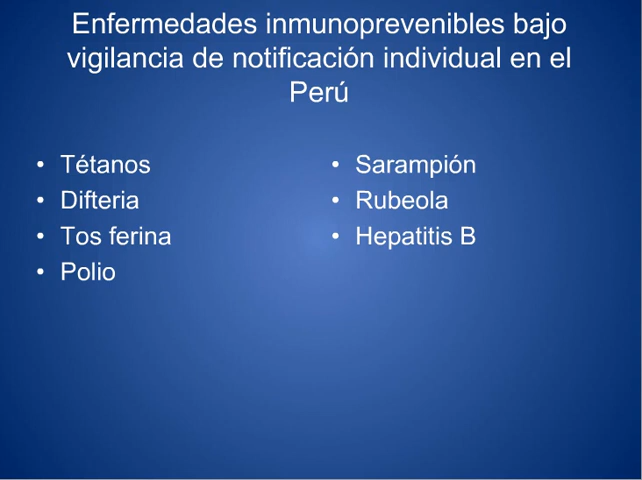 Enfermedades inmunoprevenibles bajo
vigilancia de notificación individual en el
Perú
• Tétanos
• Difteria
• Tos ferina
• Polio
• Sarampión
• Rubeola
• Hepatitis B